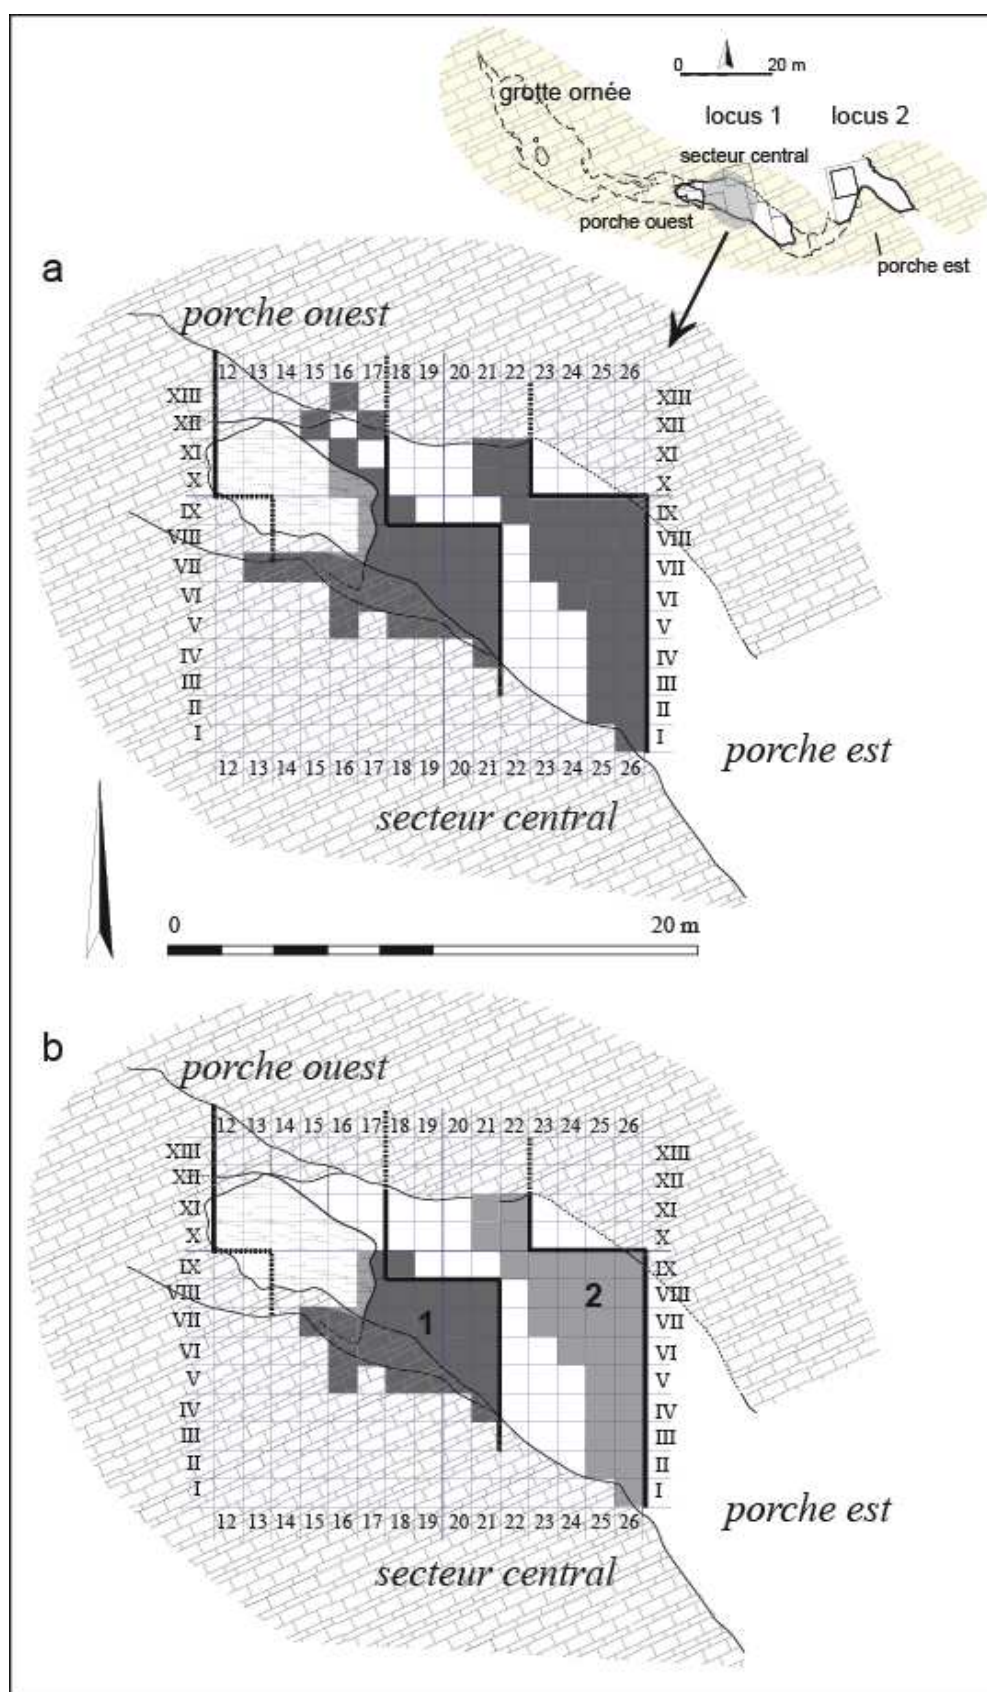 0 20 m
grotte ornée
locus 1 locus 2
secteur central
porche ouest
porche est
a
porche ouest
12 13 14 15 16 17 18 19 20 21 22 23 24 25 26
XIII XIII
XII XII
XI XI
X X
IX IX
VIII VIII
VII VII
VI VI
V V
IV IV
III III
II II
I I
12 13 14 15 16 17 18 19 20 21 22 23 24 25 26
porche est
secteur central
0 20 m
b
porche ouest
12 13 14 15 16 17 18 19 20 21 22 23 24 25 26
XIII XIII
XII XII
XI XI
X X
IX IX
VIII 2 VIII
VII 1 VII
VI VI
V V
IV IV
III III
II II
I I
12 13 14 15 16 17 18 19 20 21 22 23 24 25 26
porche est
secteur central